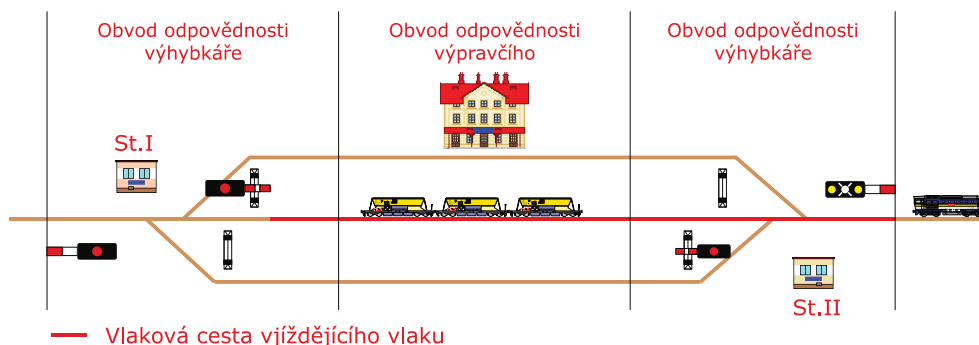 Obvod odpovědnosti
výhybkáře
Obvod odpovědnosti
výpravčího
Obvod odpovědnosti
výhybkáře
St.I
St.II
Vlaková cesta vjíždějícího vlaku